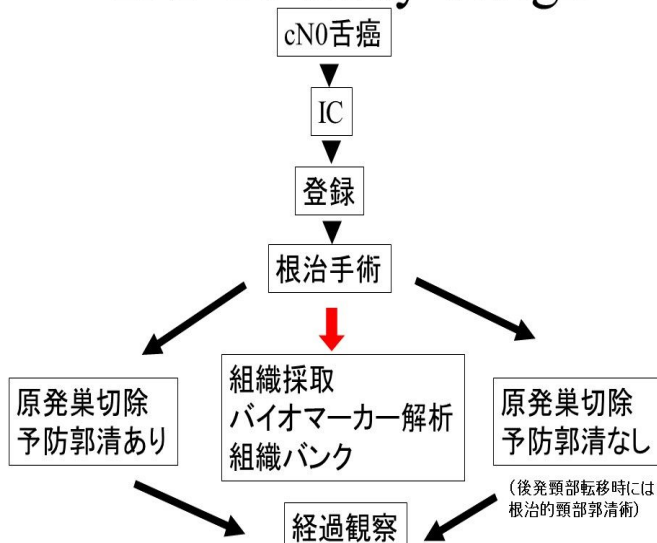 cN0舌癌
IC
登録
根治手術
原発巣切除
予防郭清あり
組織採取
バイオマーカー解析
組織バンク
原発巣切除
予防郭清なし
(後発頸部転移時には
根治的頸部郭清術)
経過観察